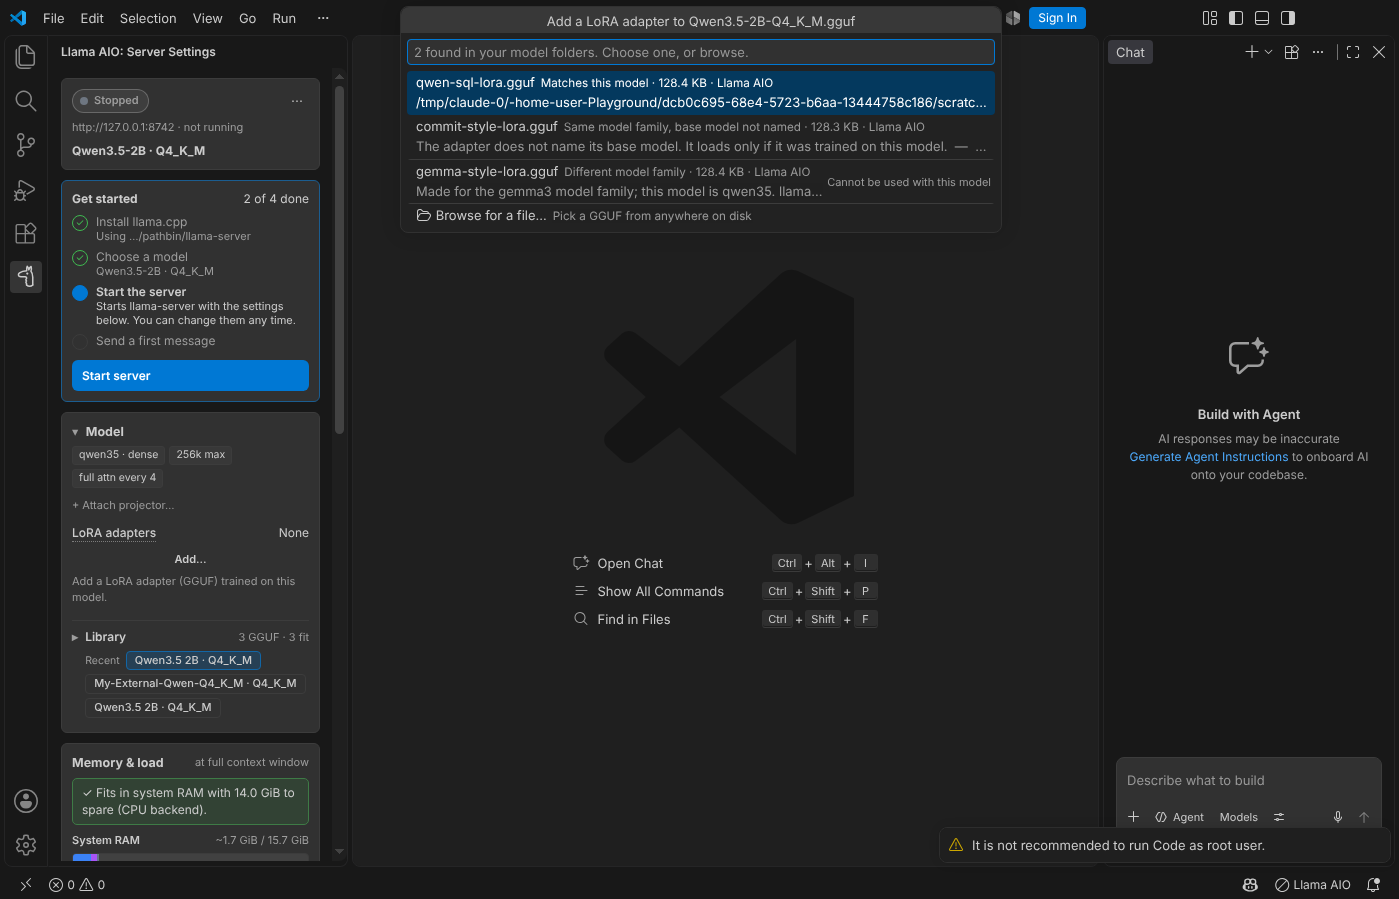 File Edit Selection View Go Run ···
Add a LoRA adapter to Qwen3.5-2B-Q4_K_M.gguf
Sign In
2 found in your model folders. Choose one, or browse.
qwen-sql-lora.gguf Matches this model · 128.4 KB · Llama AIO
/tmp/claude-0/-home-user-Playground/dcb0c695-68e4-5723-b6aa-13444758c186/scratc...
commit-style-lora.gguf Same model family, base model not named · 128.3 KB · Llama AIO
The adapter does not name its base model. It loads only if it was trained on this model. — ...
gemma-style-lora.gguf Different model family · 128.4 KB · Llama AIO
Made for the gemma3 model family; this model is qwen35. llama...
Cannot be used with this model
Browse for a file... Pick a GGUF from anywhere on disk
Llama AIO: Server Settings
Stopped
···
http://127.0.0.1:8742 · not running
Qwen3.5-2B · Q4_K_M
Get started 2 of 4 done
Install llama.cpp
Using .../pathbin/llama-server
Choose a model
Qwen3.5-2B · Q4_K_M
Start the server
Starts llama-server with the settings
below. You can change them any time.
Send a first message
Start server
Model
qwen35 · dense 256k max
full attn every 4
+ Attach projector...
LoRA adapters None
Add...
Add a LoRA adapter (GGUF) trained on this
model.
Library 3 GGUF · 3 fit
Recent Qwen3.5 2B · Q4_K_M
My-External-Qwen-Q4_K_M · Q4_K_M
Qwen3.5 2B · Q4_K_M
Memory & load at full context window
✓ Fits in system RAM with 14.0 GiB to
spare (CPU backend).
System RAM ~1.7 GiB / 15.7 GiB
Open Chat Ctrl + Alt + I
Show All Commands Ctrl + Shift + P
Find in Files Ctrl + Shift + F
Chat
Build with Agent
AI responses may be inaccurate
Generate Agent Instructions to onboard AI
onto your codebase.
Describe what to build
Agent Models
It is not recommended to run Code as root user.
0 0
Llama AIO